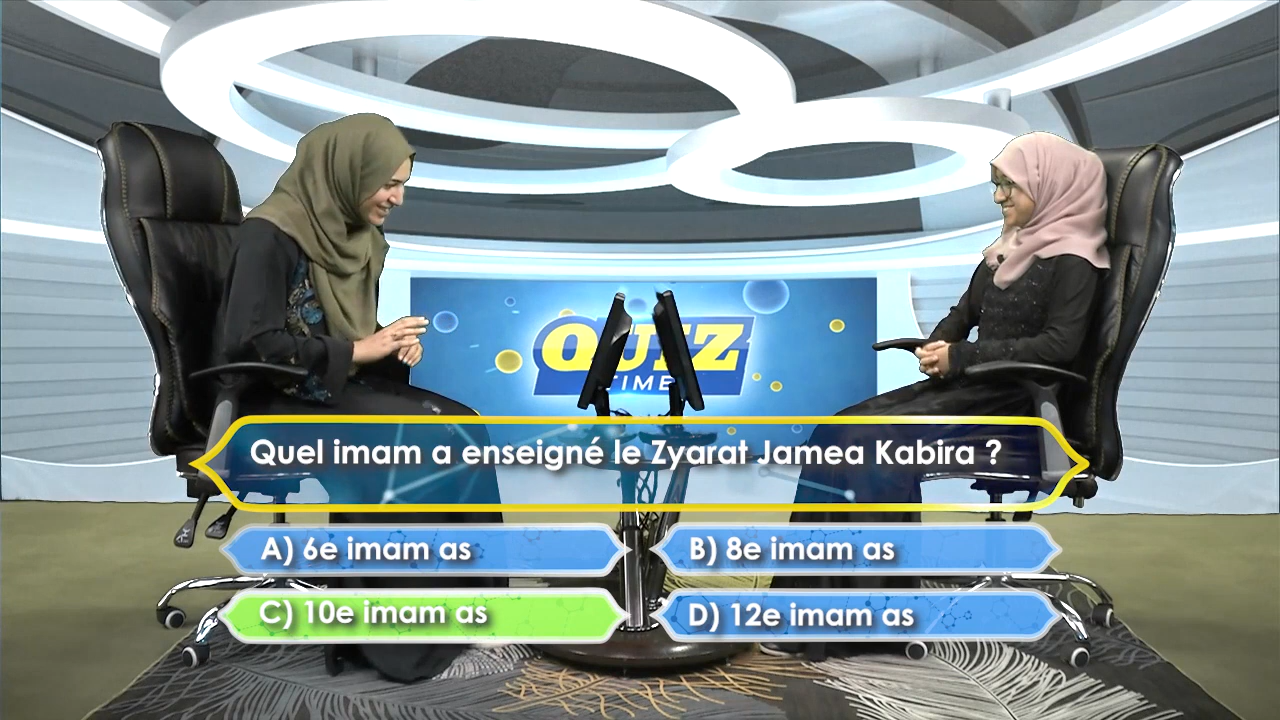 QUIZ
TIME
Quel imam a enseigné le Zyarat Jamea Kabira ?
A) 6e imam as
B) 8e imam as
C) 10e imam as
D) 12e imam as